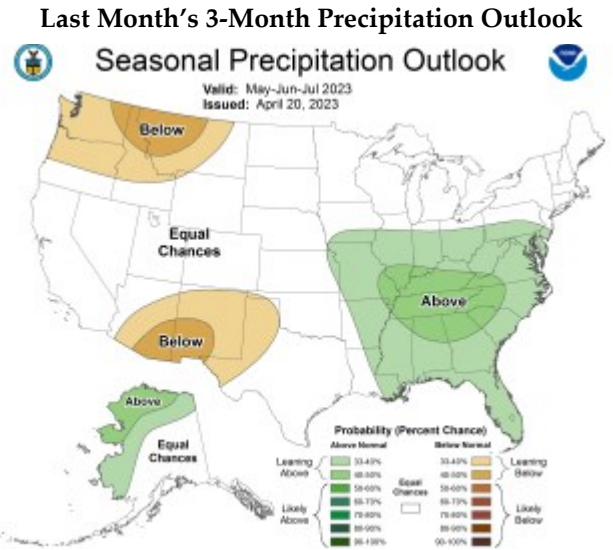 Last Month's 3-Month Precipitation Outlook
Seasonal Precipitation Outlook
Valid: May-Jun-Jul 2023
Issued: April 20, 2023
Below
Equal
Chances
Above
Below
Above
Equal
Chances
Probability (Percent Chance)
Above Normal
Below Normal
Leaning
Above
33-40%
40-50%
50-60%
60-70%
70-80%
80-90%
90-100%
Likely
Above
Equal
Chances
33-40%
40-50%
50-60%
60-70%
70-80%
80-90%
90-100%
Leaning
Below
Likely
Below